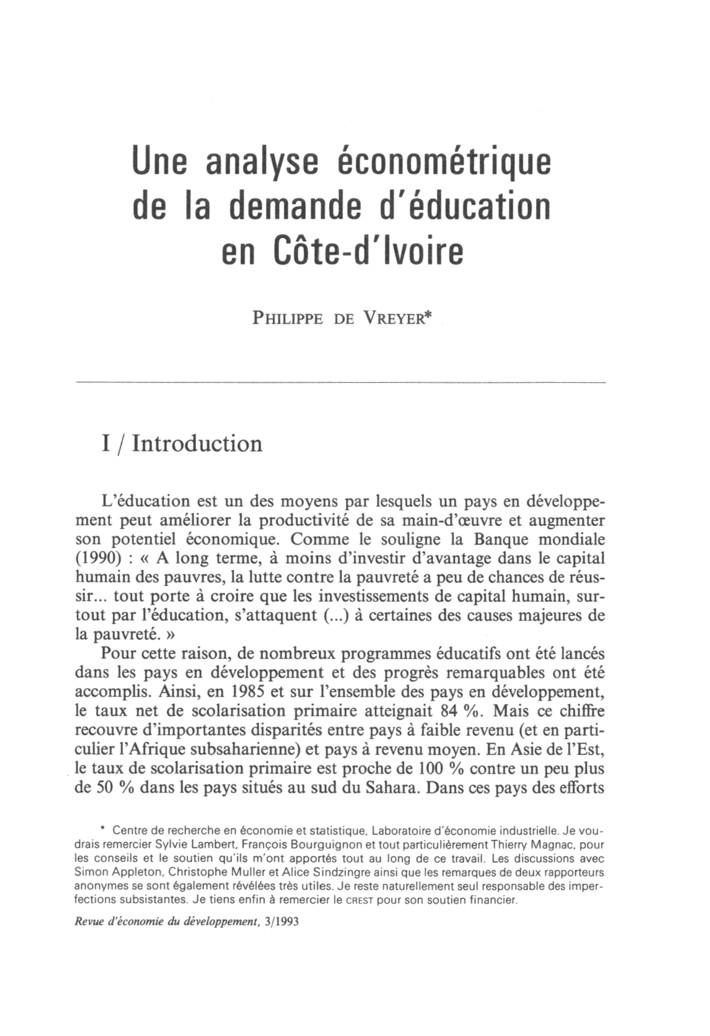 Une analyse économétrique
de la demande d'éducation
en Côte-d'Ivoire
PHILIPPE DE VREYER*
I / Introduction
L'éducation est un des moyens par lesquels un pays en développe-
ment peut améliorer la productivité de sa main-d'œuvre et augmenter
son potentiel économique. Comme le souligne la Banque mondiale
(1990) : « A long terme, à moins d'investir d'avantage dans le capital
humain des pauvres, la lutte contre la pauvreté a peu de chances de réus-
sir... tout porte à croire que les investissements de capital humain, sur-
tout par l'éducation, s'attaquent (...) à certaines des causes majeures de
la pauvreté. »
Pour cette raison, de nombreux programmes éducatifs ont été lancés
dans les pays en développement et des progrès remarquables ont été
accomplis. Ainsi, en 1985 et sur l'ensemble des pays en développement,
le taux net de scolarisation primaire atteignait 84 %. Mais ce chiffre
recouvre d'importantes disparités entre pays à faible revenu (et en parti-
culier l'Afrique subsaharienne) et pays à revenu moyen. En Asie de l'Est,
le taux de scolarisation primaire est proche de 100 % contre un peu plus
de 50 % dans les pays situés au sud du Sahara. Dans ces pays des efforts
* Centre de recherche en économie et statistique, Laboratoire d'économie industrielle. Je vou-
drais remercier Sylvie Lambert, François Bourguignon et tout particulièrement Thierry Magnac, pour
les conseils et le soutien qu'ils m'ont apportés tout au long de ce travail. Les discussions avec
Simon Appleton, Christophe Muller et Alice Sindzingre ainsi que les remarques de deux rapporteurs
anonymes se sont également révélées très utiles. Je reste naturellement seul responsable des imper-
fections subsistantes. Je tiens enfin à remercier le CREST pour son soutien financier.
Revue d'économie du développement, 3/1993